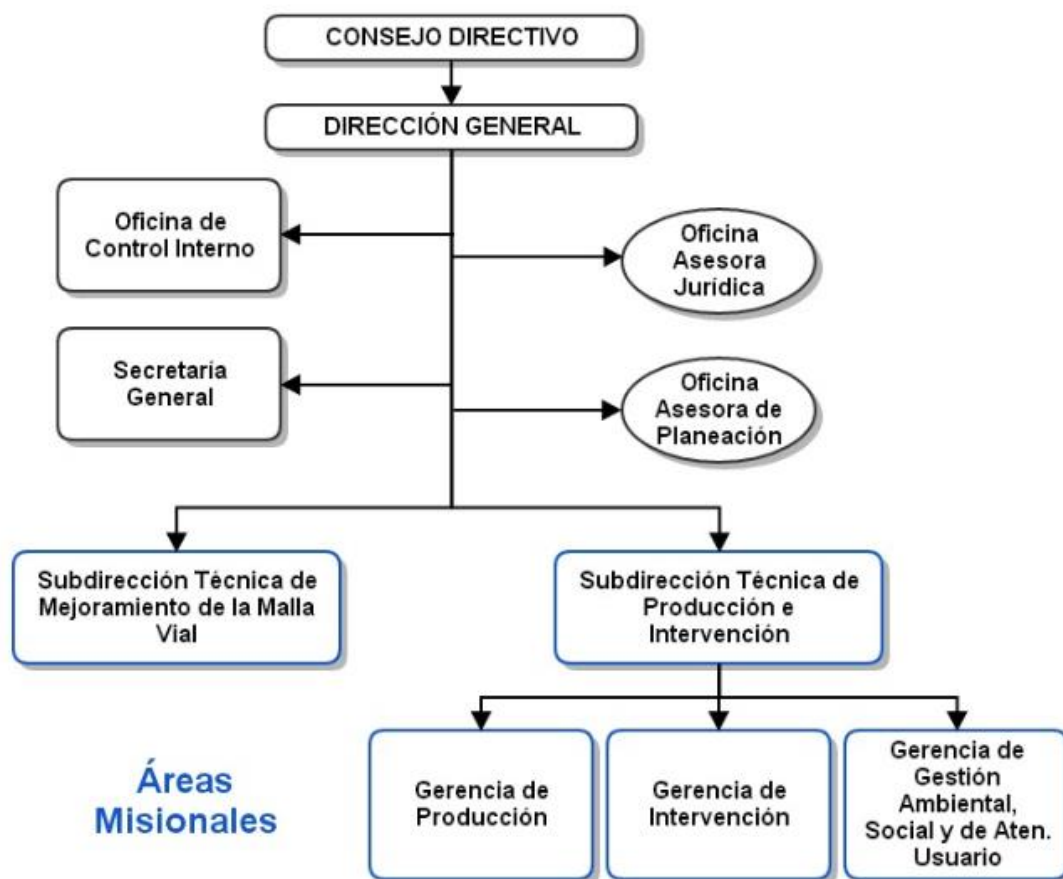 CONSEJO DIRECTIVO
DIRECCIÓN GENERAL
Oficina de
Control Interno
Oficina
Asesora
Jurídica
Secretaría
General
Oficina
Asesora de
Planeación
Subdirección Técnica de
Mejoramiento de la Malla
Vial
Subdirección Técnica de
Producción e
Intervención
Áreas
Misionales
Gerencia de
Producción
Gerencia de
Intervención
Gerencia de
Gestión
Ambiental,
Social y de Aten.
Usuario